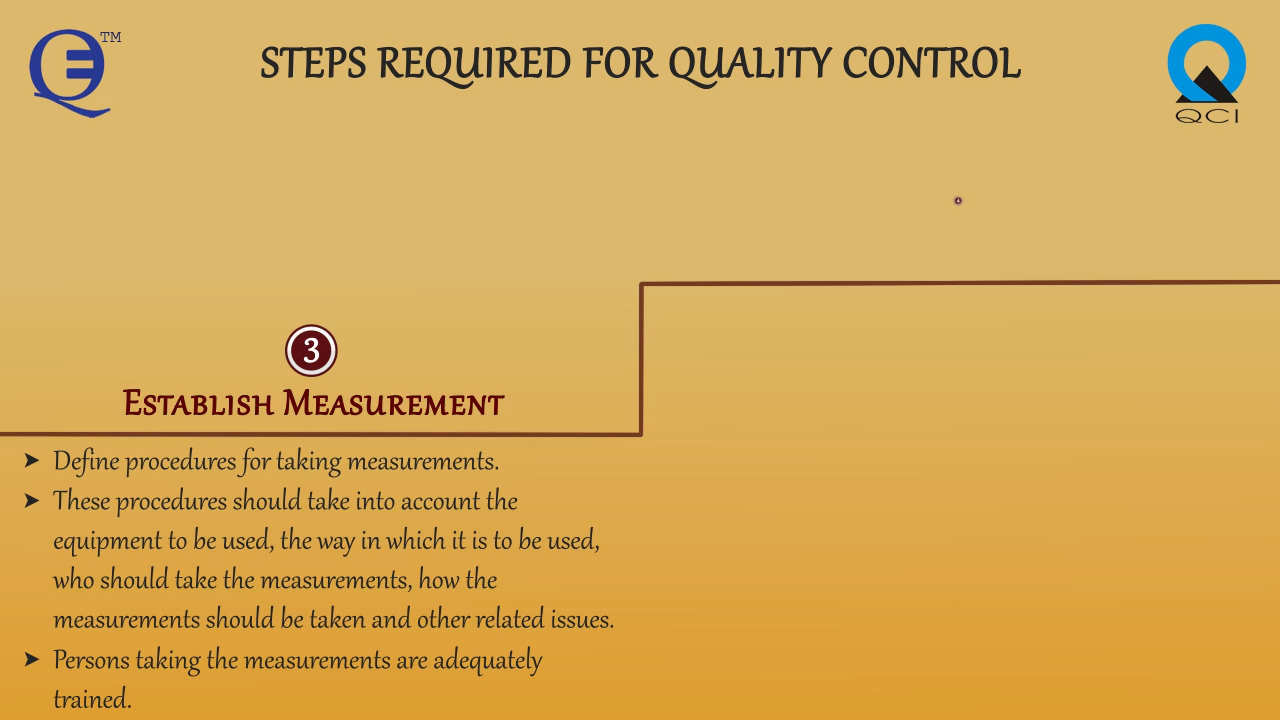 TM
STEPS REQUIRED FOR QUALITY CONTROL
QCI
3
Establish Measurement
➤ Define procedures for taking measurements.
➤ These procedures should take into account the
equipment to be used, the way in which it is to be used,
who should take the measurements, how the
measurements should be taken and other related issues.
➤ Persons taking the measurements are adequately
trained.